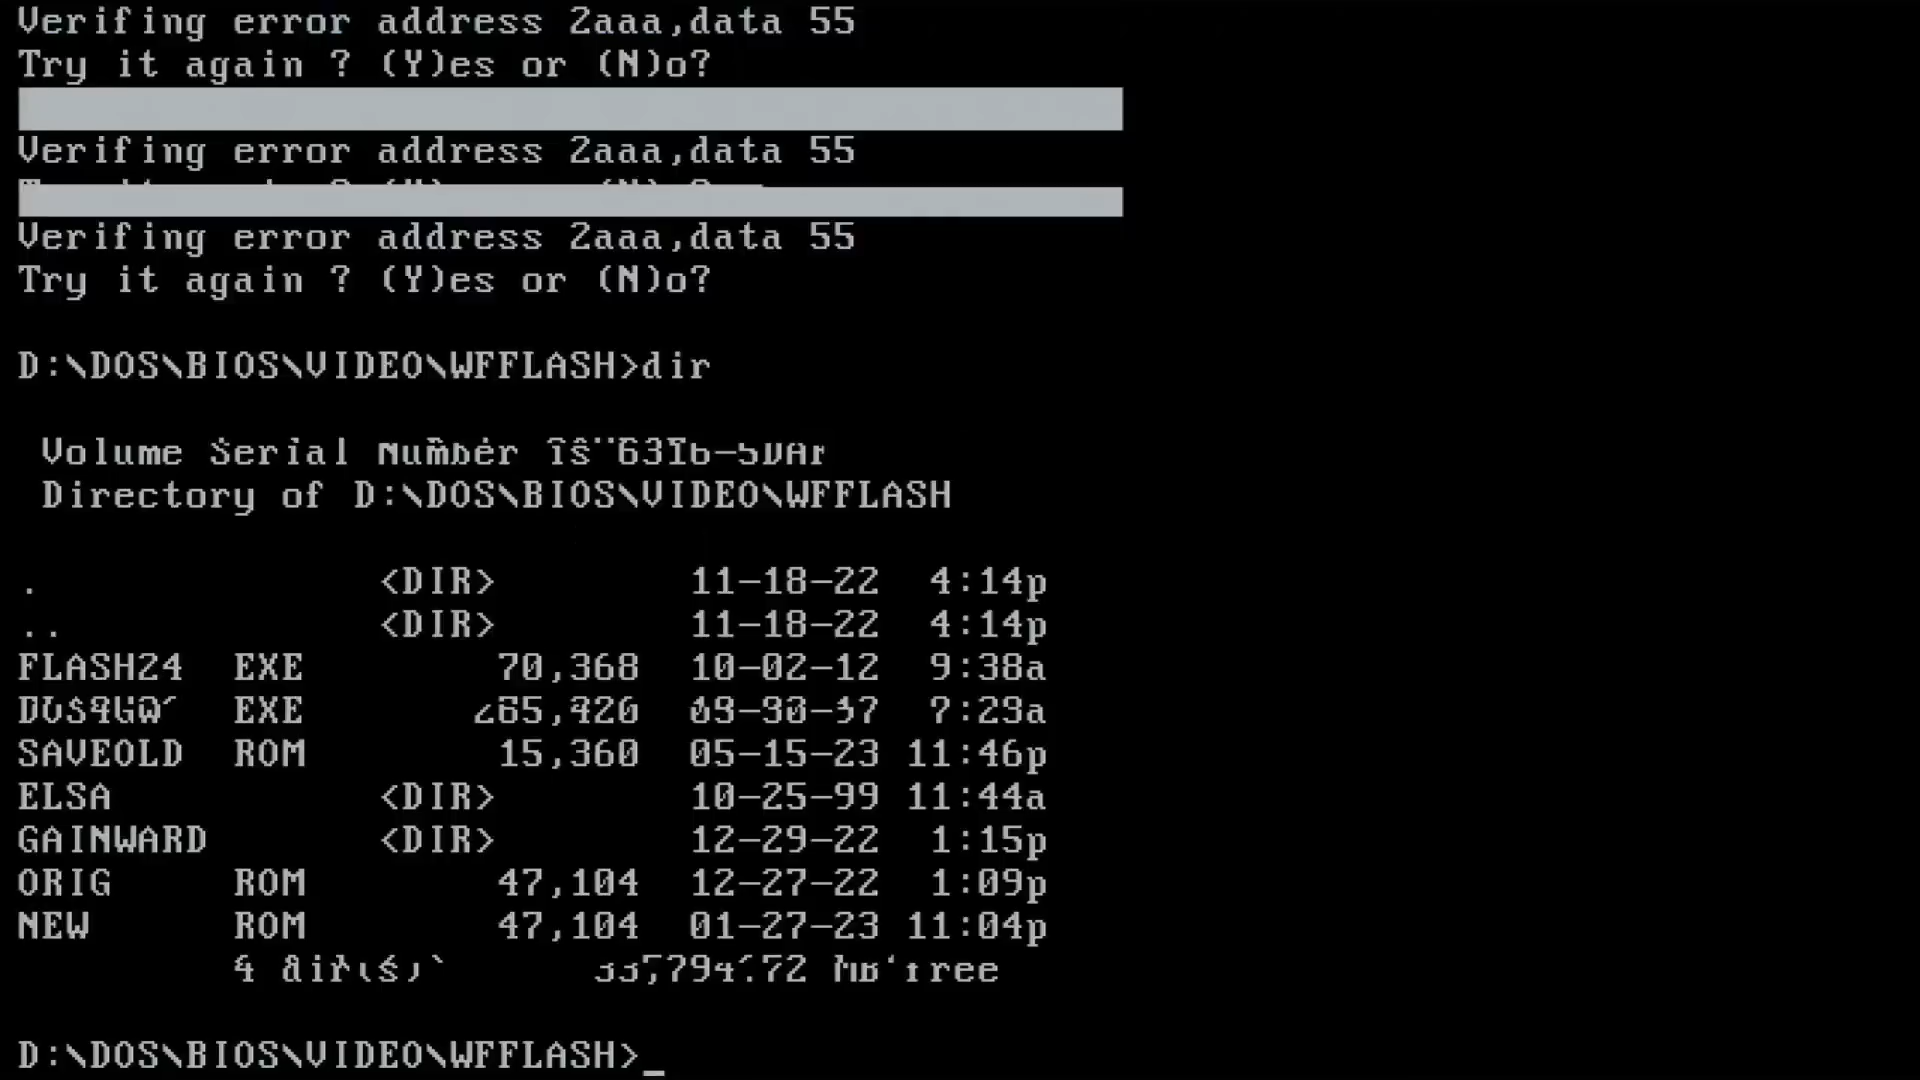 Verifing error address 2aaa,data 55
Try it again ? (Y)es or (N)o?
Verifing error address 2aaa,data 55
Verifing error address 2aaa,data 55
Try it again ? (Y)es or (N)o?
D:\DOS\BIOS\VIDEO\WFFLASH>dir
Volume Serial Number is
Directory of D:\DOS\BIOS\VIDEO\WFFLASH
. <DIR> 11-18-22 4:14p
.. <DIR> 11-18-22 4:14p
FLASH24 EXE 70,368 10-02-12 9:38a
EXE
SAVEOLD ROM 15,360 05-15-23 11:46p
ELSA <DIR> 10-25-99 11:44a
GAINWARD <DIR> 12-29-22 1:15p
ORIG ROM 47,104 12-27-22 1:09p
NEW ROM 47,104 01-27-23 11:04p
free
D:\DOS\BIOS\VIDEO\WFFLASH>_